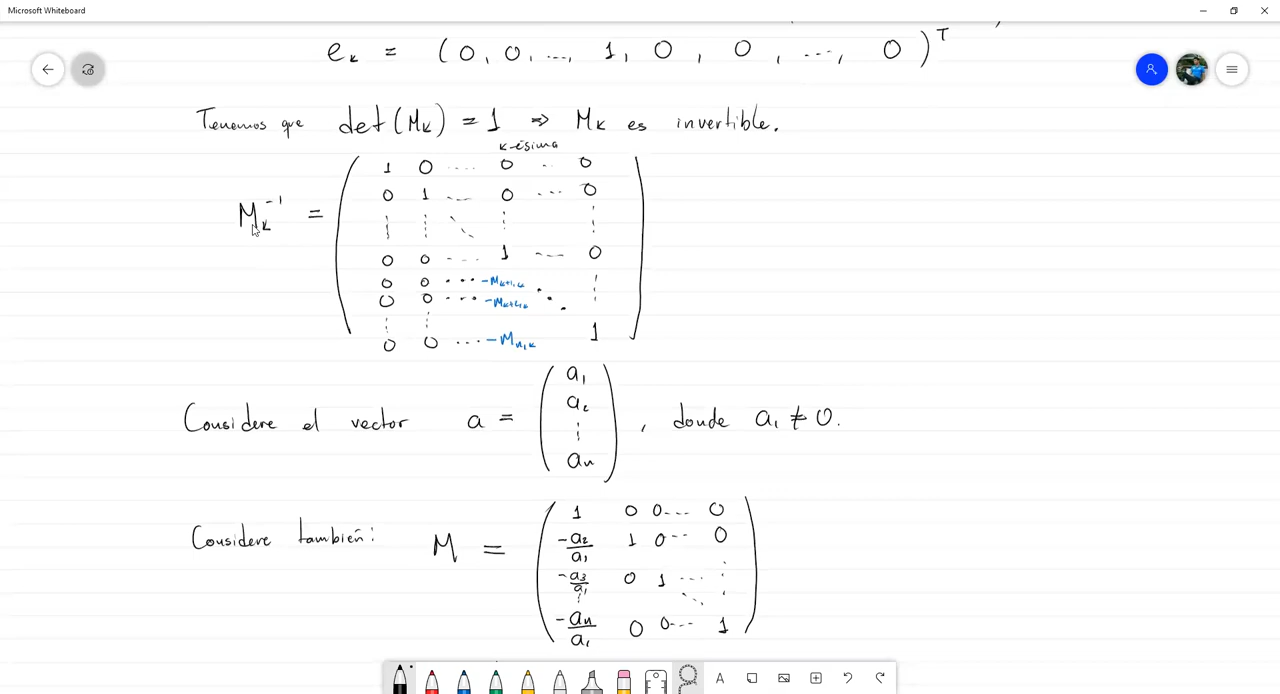 Microsoft Whiteboard
e_k = (0, 0, ..., 1, 0, 0, ..., 0)^T
Tenemos que det(M_k) = 1 ⇒ M_k es invertible.
k-ésima
M_k^{-1} =
1 0 .... 0 .. 0
0 1 ... 0 ... 0
0 0 .... 1 ... 0
0 0 ... -M_{k+1,k}
0 0 ... -M_{k+2,k}
0 0 ... -M_{n,k} 1
Considere el vector a = (a_1 a_2 ⋮ a_n), donde a_1 ≠ 0.
Considere también: M =
1 0 0.... 0
-a_2/a_1 1 0... 0
-a_3/a_1 0 1 ...
-a_n/a_1 0 0... 1
A